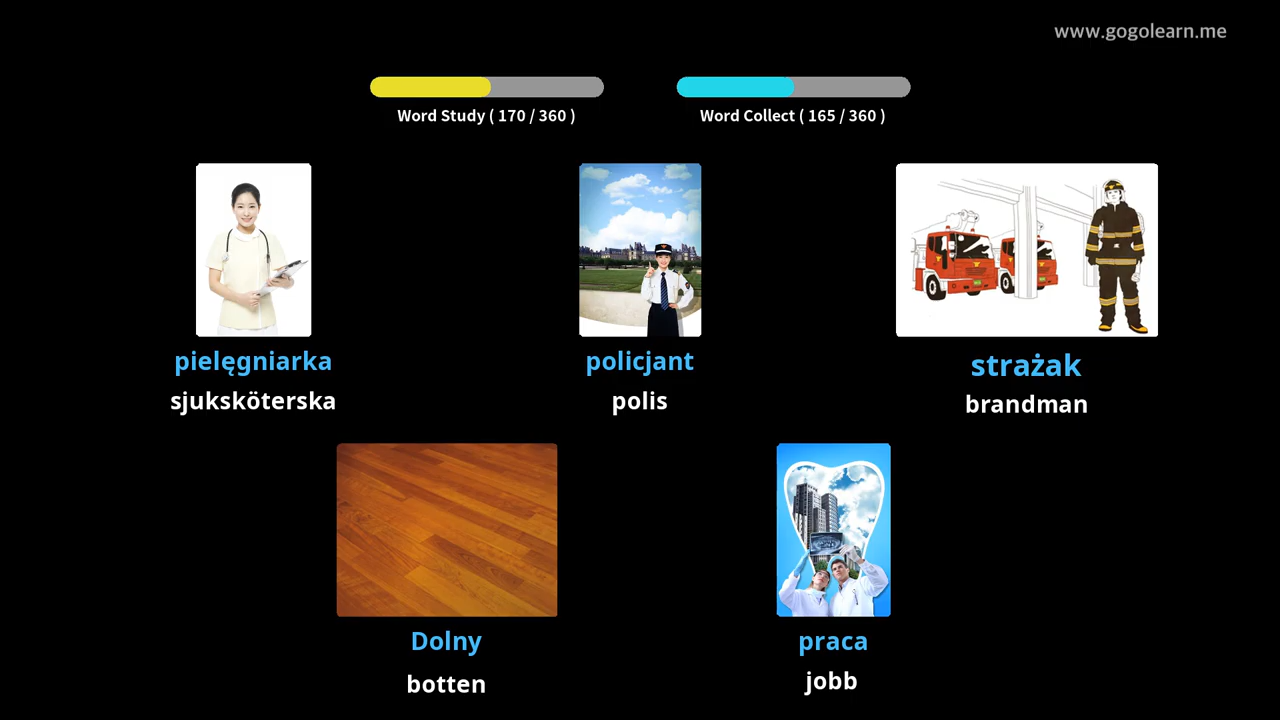 www.gogolearn.me
Word Study ( 170 / 360 )
Word Collect ( 165 / 360 )
pielęgniarka
sjuksköterska
policjant
polis
strażak
brandman
Dolny
botten
praca
jobb